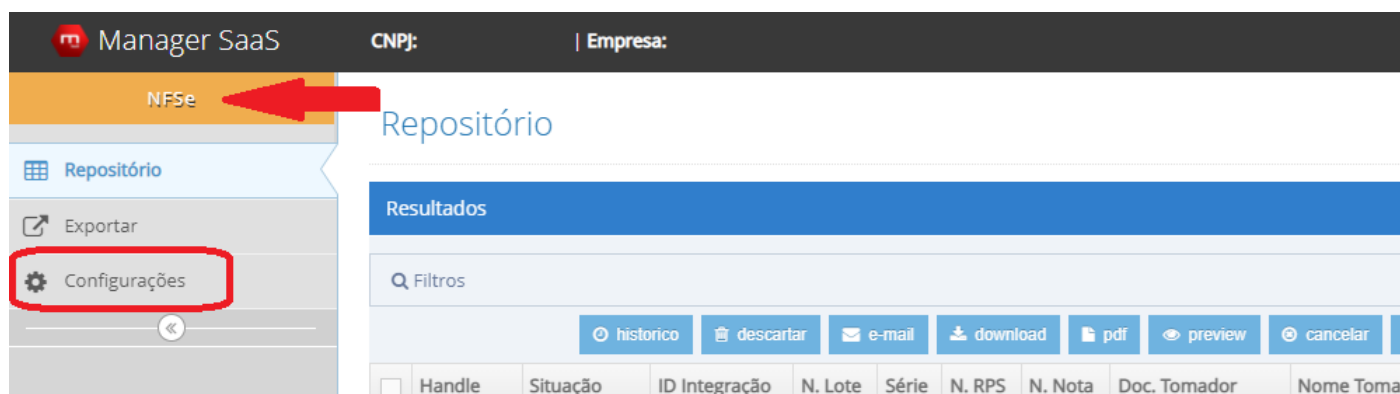 Manager SaaS
CNPJ: | Empresa:
NFSe
Repositório
Repositório
Exportar
Configurações
Resultados
Filtros
historico descartar e-mail download pdf preview cancelar
Handle Situação ID Integração N. Lote Série N. RPS N. Nota Doc. Tomador Nome Toma